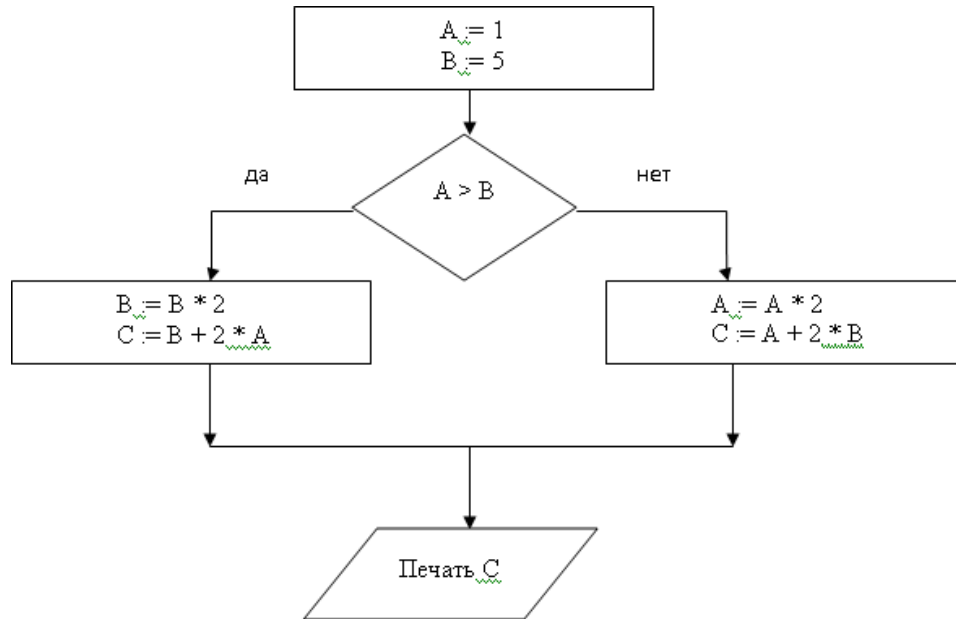 A := 1
B := 5
A > B
да
нет
B := B * 2
C := B + 2 * A
A := A * 2
C := A + 2 * B
Печать C